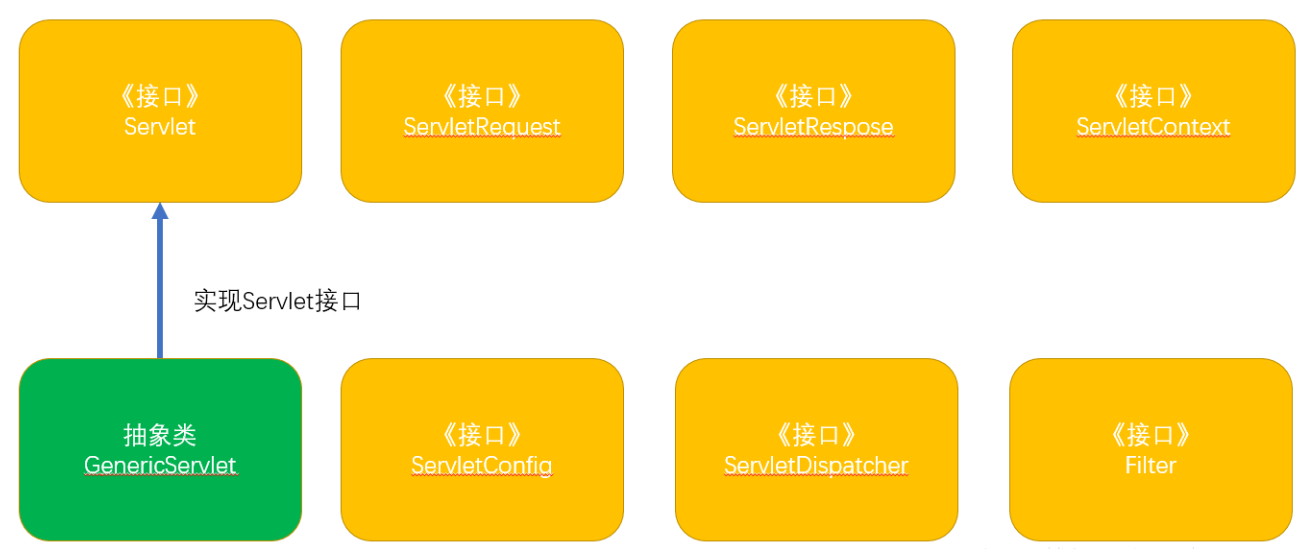 《接口》
Servlet
《接口》
ServletRequest
《接口》
ServletRespose
《接口》
ServletContext
实现Servlet接口
抽象类
GenericServlet
《接口》
ServletConfig
《接口》
ServletDispatcher
《接口》
Filter